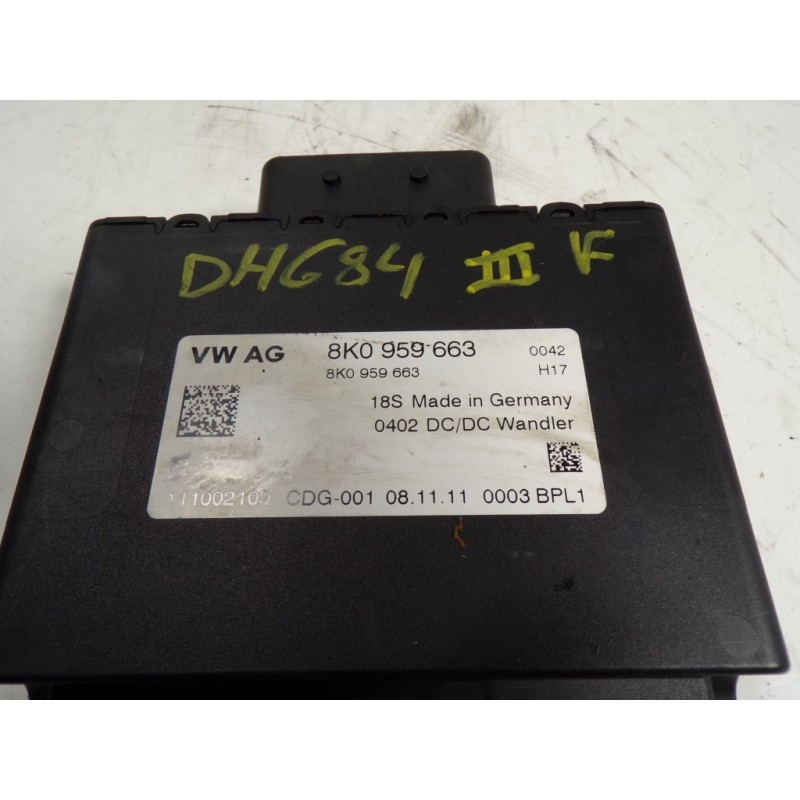 DHG84 III F
VW AG 8K0 959 663 0042
8K0 959 663 H17
18S Made in Germany
0402 DC/DC Wandler
CDG-001 08.11.11 0003 BPL1